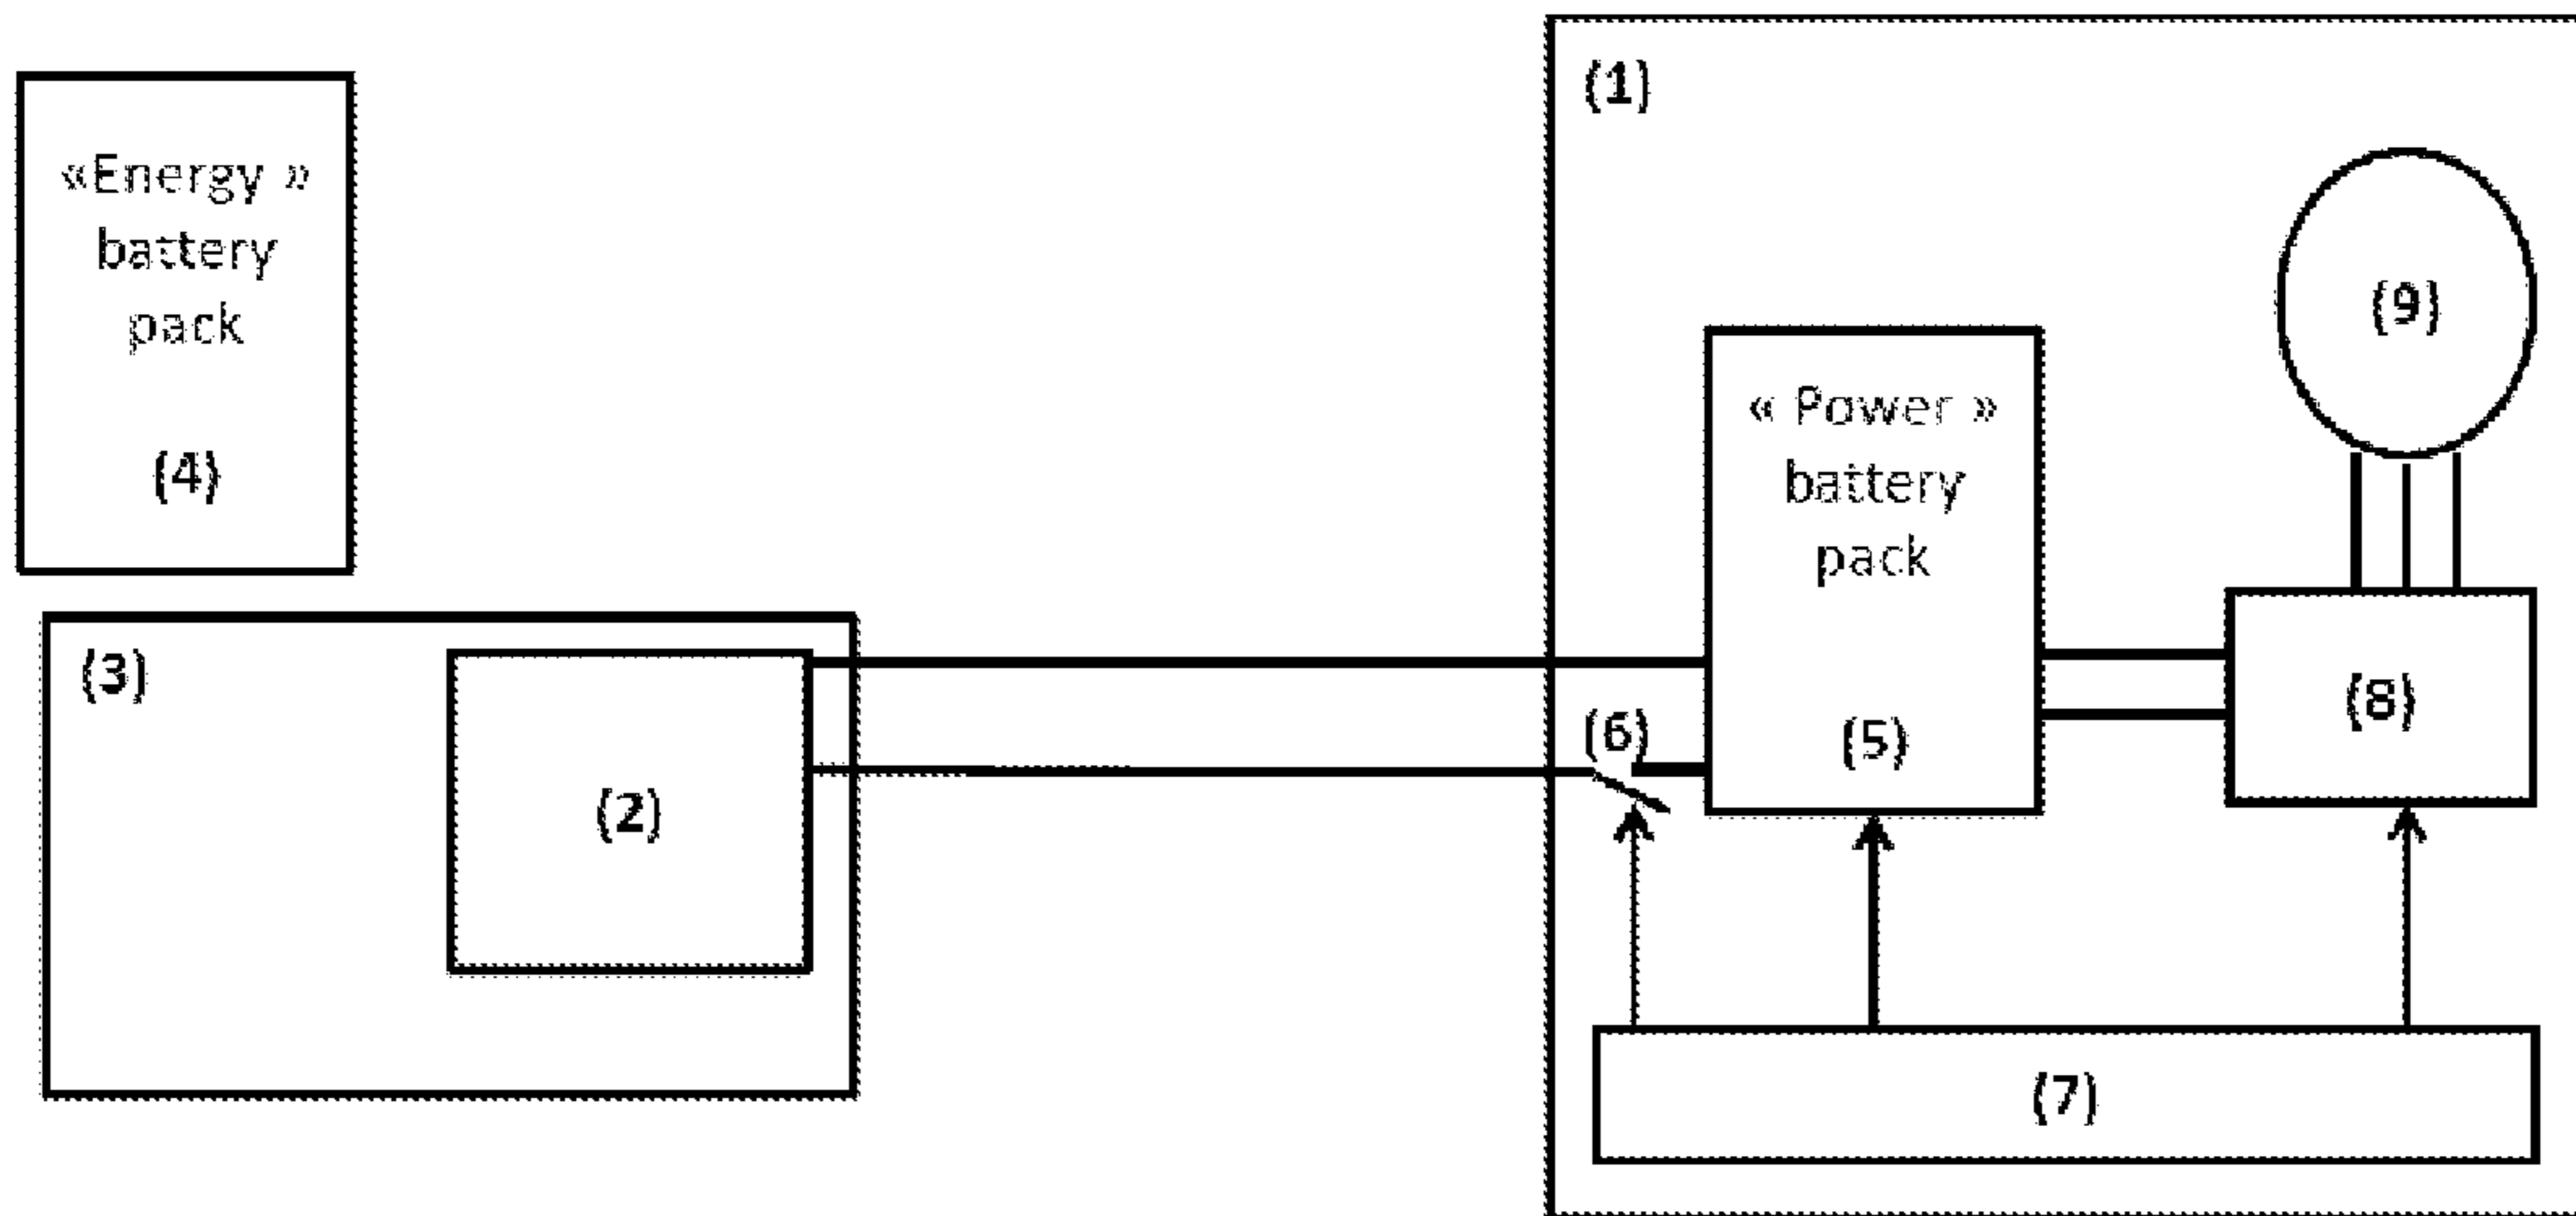 «Energy »
battery
pack
(4)
(3)
(2)
(1)
(9)
« Power »
battery
pack
(5)
(6)
(8)
(7)